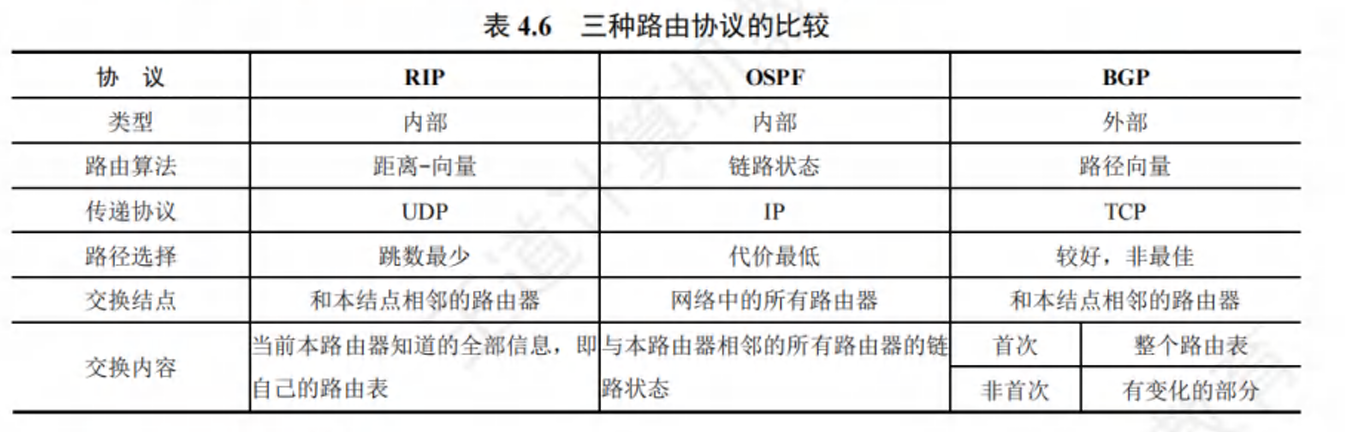 表 4.6 三种路由协议的比较
协 议 RIP OSPF BGP
类型 内部 内部 外部
路由算法 距离-向量 链路状态 路径向量
传递协议 UDP IP TCP
路径选择 跳数最少 代价最低 较好，非最佳
交换结点 和本结点相邻的路由器 网络中的所有路由器 和本结点相邻的路由器
交换内容 当前本路由器知道的全部信息，即自己的路由表 与本路由器相邻的所有路由器的链路状态 首次 整个路由表
非首次 有变化的部分